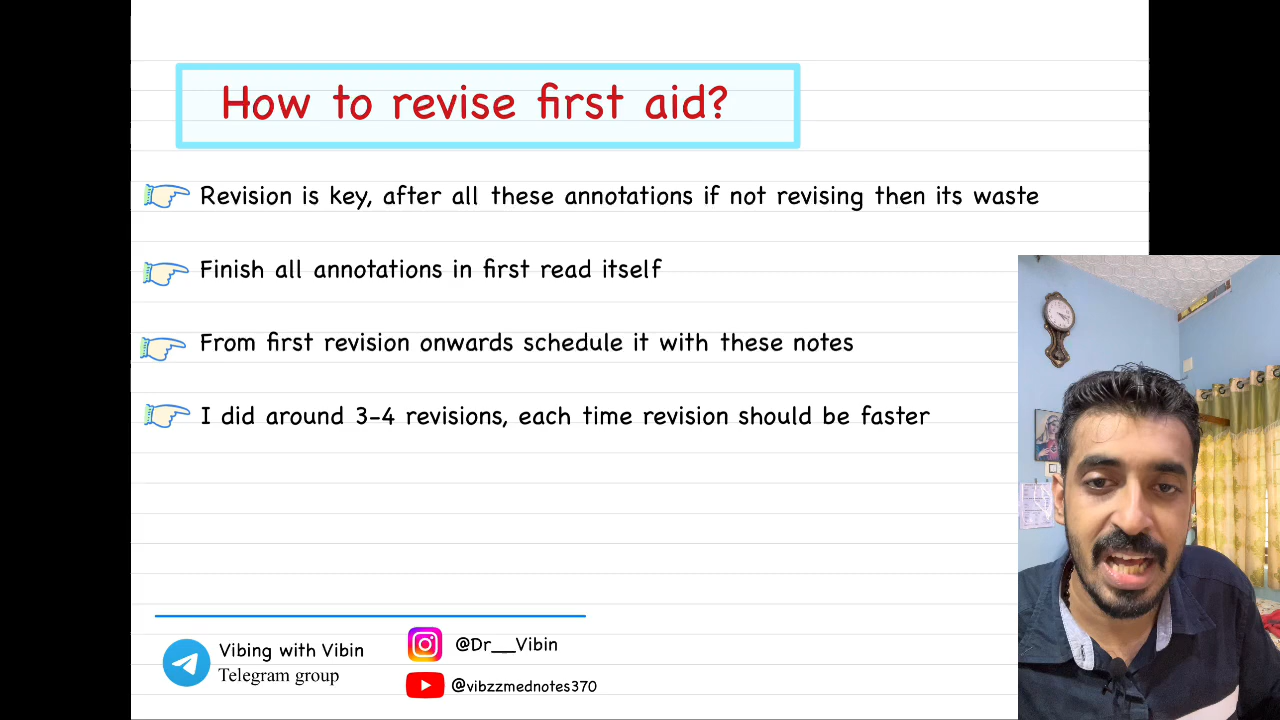 How to revise first aid?
Revision is key, after all these annotations if not revising then its waste
Finish all annotations in first read itself
From first revision onwards schedule it with these notes
I did around 3-4 revisions, each time revision should be faster
Vibing with Vibin
Telegram group
@Dr__Vibin
@vibzzmednotes370